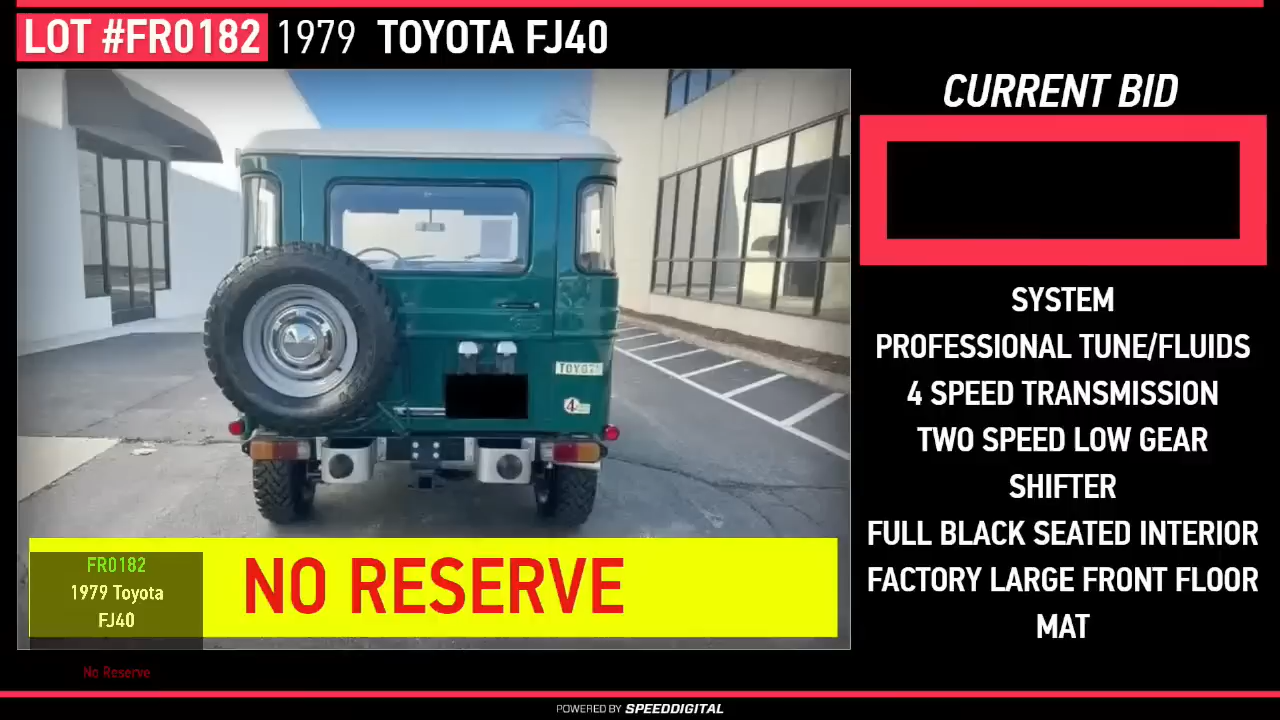 LOT #FR0182 1979 TOYOTA FJ40
CURRENT BID
SYSTEM
PROFESSIONAL TUNE/FLUIDS
4 SPEED TRANSMISSION
TWO SPEED LOW GEAR
SHIFTER
FULL BLACK SEATED INTERIOR
FACTORY LARGE FRONT FLOOR
MAT
TOYOTA
4
NO RESERVE
FR0182
1979 Toyota
FJ40
No Reserve
POWERED BY SPEEDDIGITAL